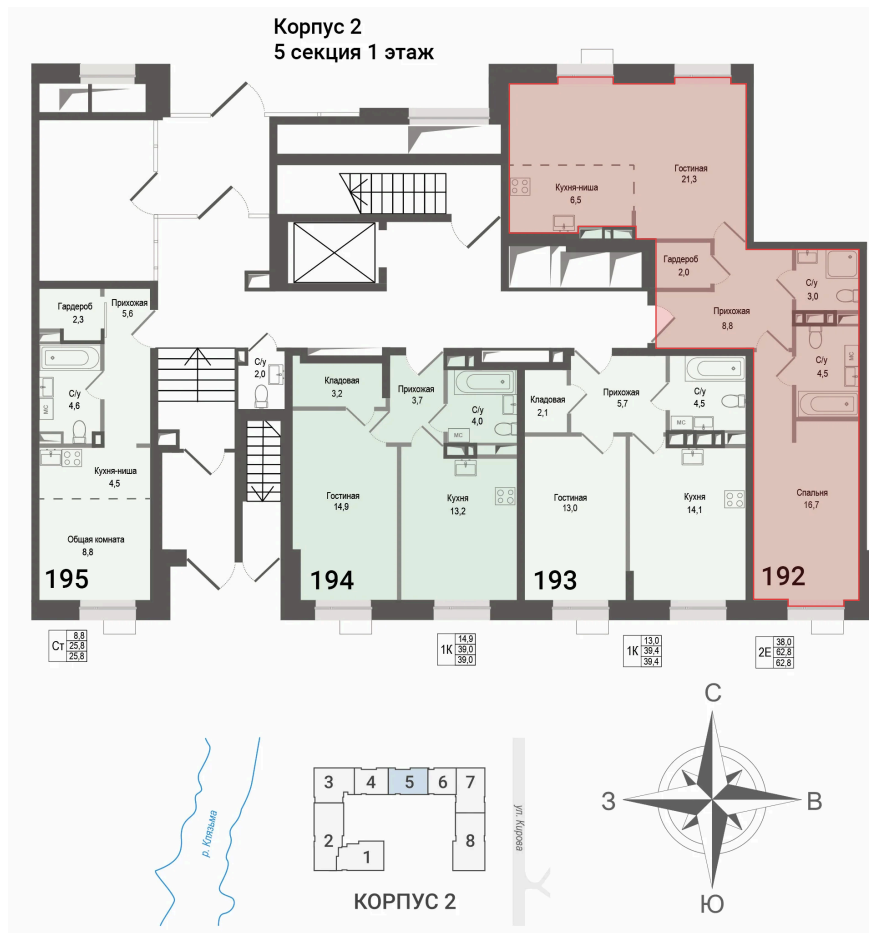 Корпус 2
5 секция 1 этаж
Гостиная
21,3
Кухня-ниша
6,5
Гардероб
2,0
С/у
3,0
Прихожая
8,8
С/у
4,5
МС
Спальня
16,7
192
Гардероб
2,3
Прихожая
5,6
С/у
4,6
МС
Кухня-ниша
4,5
Общая комната
8,8
195
С/у
2,0
Кладовая
3,2
Прихожая
3,7
С/у
4,0
МС
Гостиная
14,9
Кухня
13,2
194
Кладовая
2,1
Прихожая
5,7
С/у
4,5
МС
Гостиная
13,0
Кухня
14,1
193
Ст
8,8
25,8
25,8
1К
14,9
39,0
39,0
1К
13,0
39,4
39,4
2Е
38,0
62,8
62,8
р. Клязьма
3
4
5
6
7
2
1
8
КОРПУС 2
ул. Кирова
С
З
В
Ю